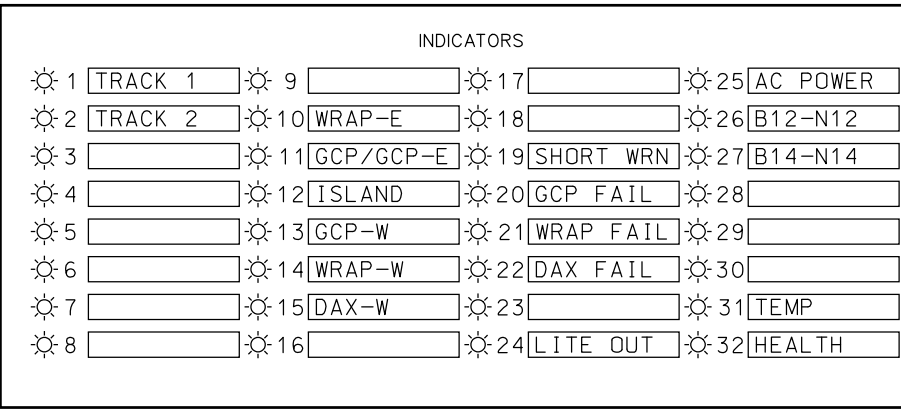 INDICATORS
1 TRACK 1 9 17 25 AC POWER
2 TRACK 2 10 WRAP-E 18 26 B12-N12
3 11 GCP/GCP-E 19 SHORT WRN 27 B14-N14
4 12 ISLAND 20 GCP FAIL 28
5 13 GCP-W 21 WRAP FAIL 29
6 14 WRAP-W 22 DAX FAIL 30
7 15 DAX-W 23 31 TEMP
8 16 24 LITE OUT 32 HEALTH